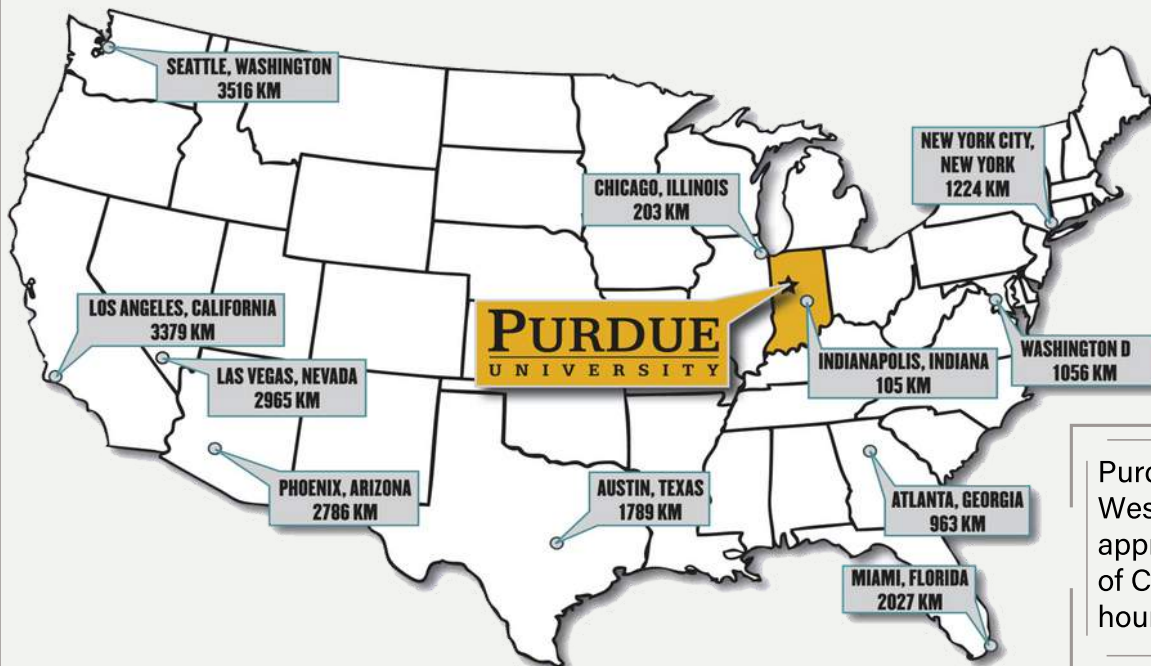 SEATTLE, WASHINGTON
3516 KM
NEW YORK CITY,
NEW YORK
1224 KM
CHICAGO, ILLINOIS
203 KM
LOS ANGELES, CALIFORNIA
3379 KM
PURDUE
UNIVERSITY
LAS VEGAS, NEVADA
2965 KM
INDIANAPOLIS, INDIANA
105 KM
WASHINGTON D
1056 KM
PHOENIX, ARIZONA
2786 KM
AUSTIN, TEXAS
1789 KM
ATLANTA, GEORGIA
963 KM
MIAMI, FLORIDA
2027 KM
Purd
Wes
appr
of C
hour